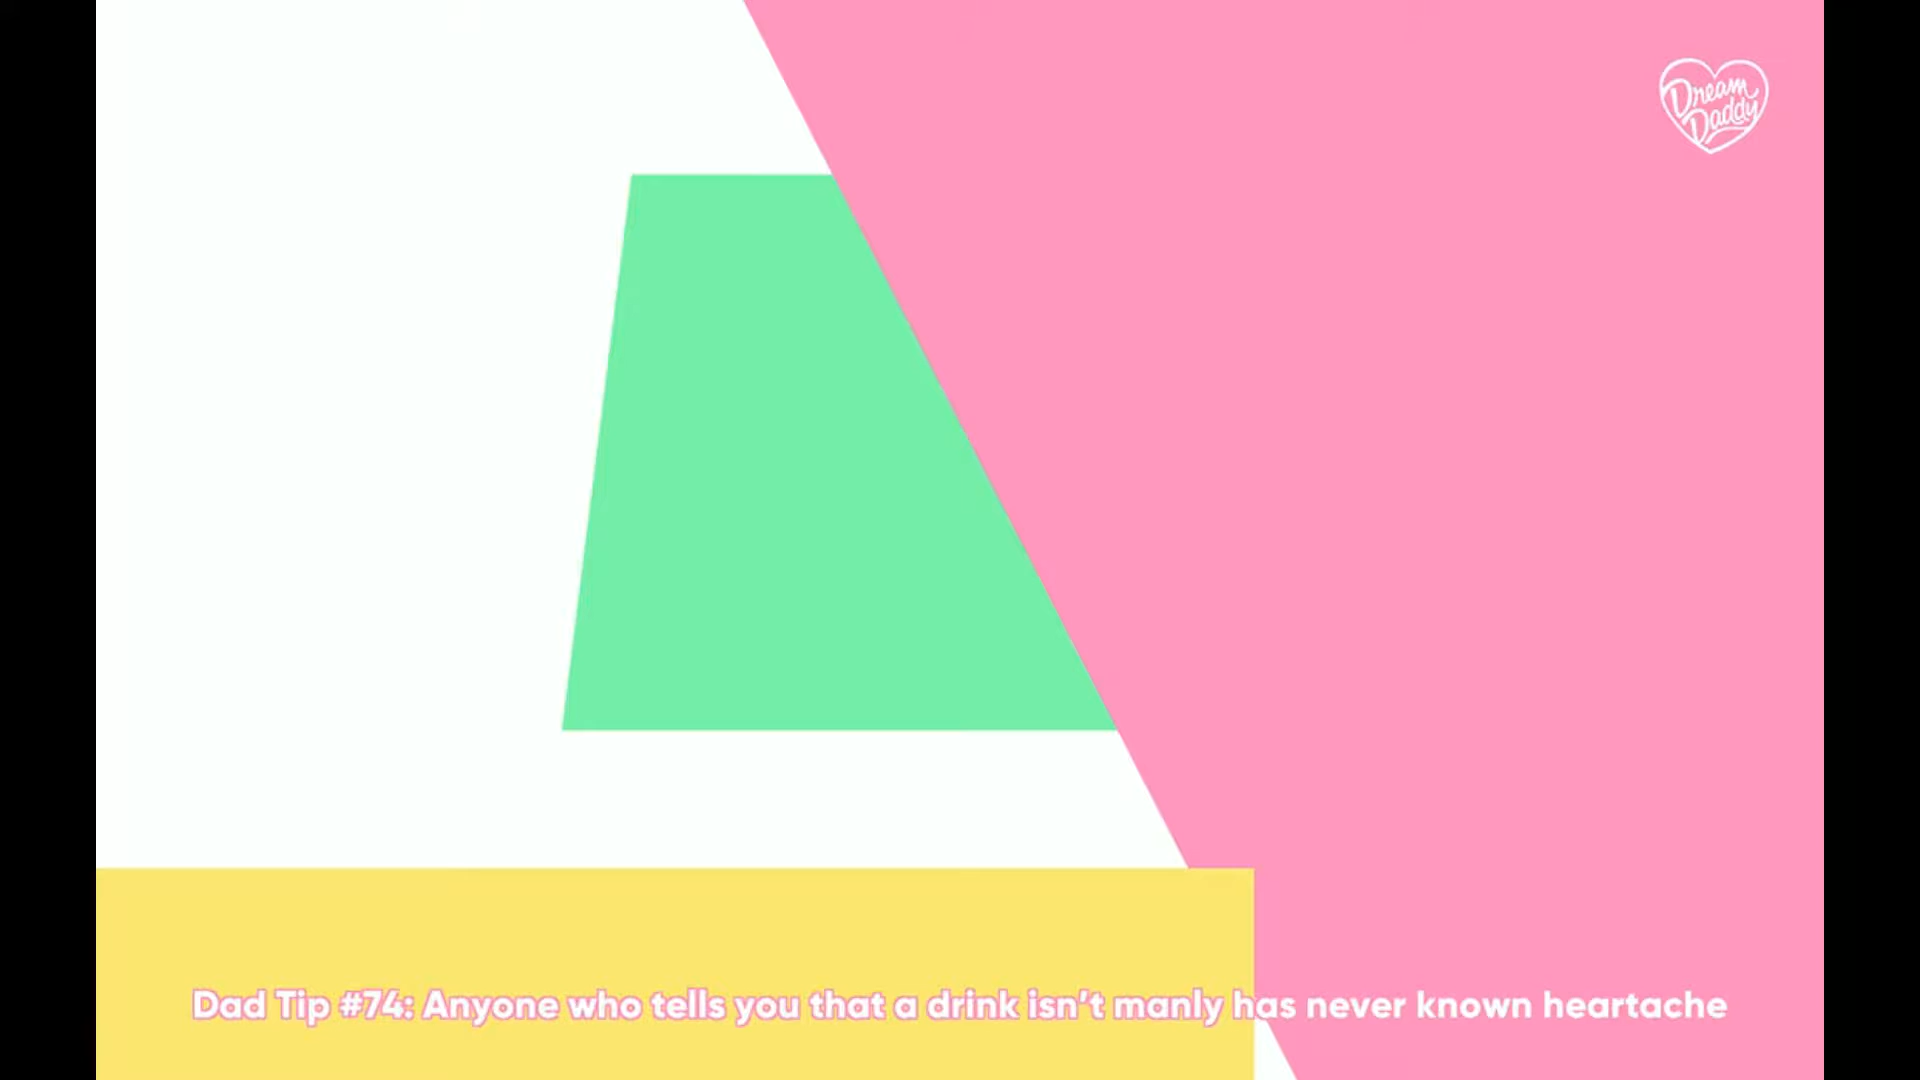 Dream
Daddy
Dad Tip #74: Anyone who tells you that a drink isn't manly has never known heartache